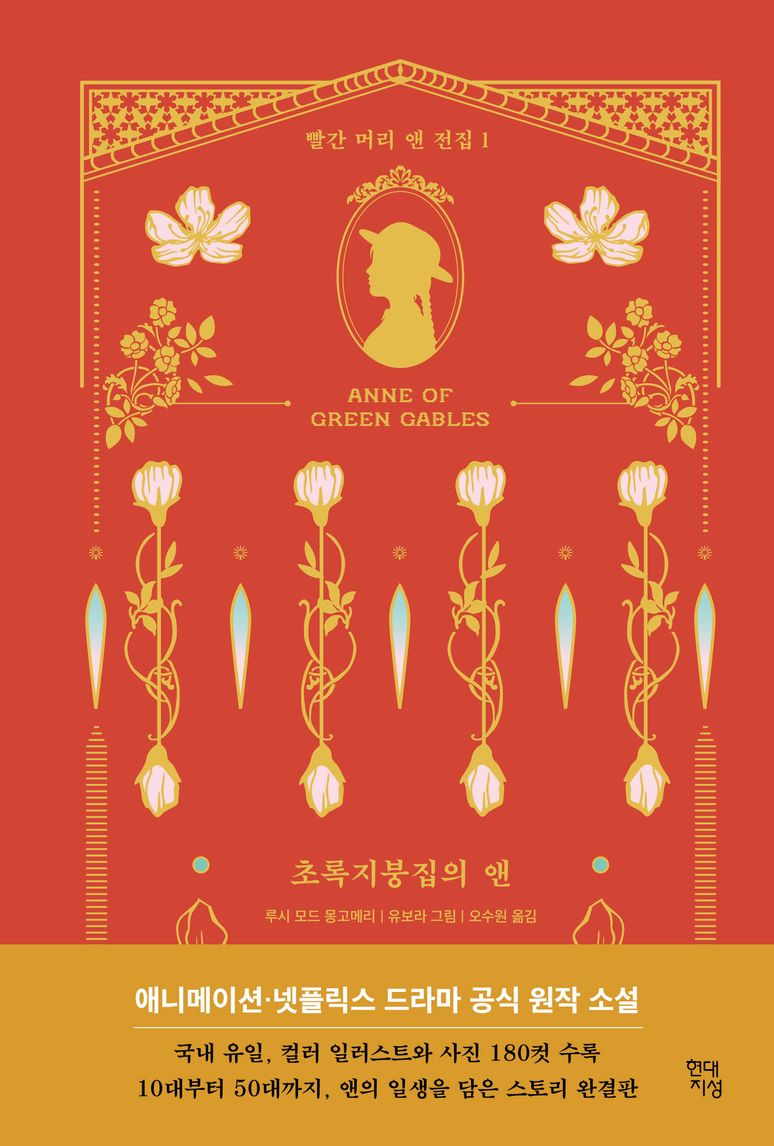 빨간 머리 앤 전집 1
ANNE OF
GREEN GABLES
초록지붕집의 앤
루시 모드 몽고메리 | 유보라 그림 | 오수원 옮김
애니메이션·넷플릭스 드라마 공식 원작 소설
국내 유일, 컬러 일러스트와 사진 180컷 수록
10대부터 50대까지, 앤의 일생을 담은 스토리 완결판
현대
지성